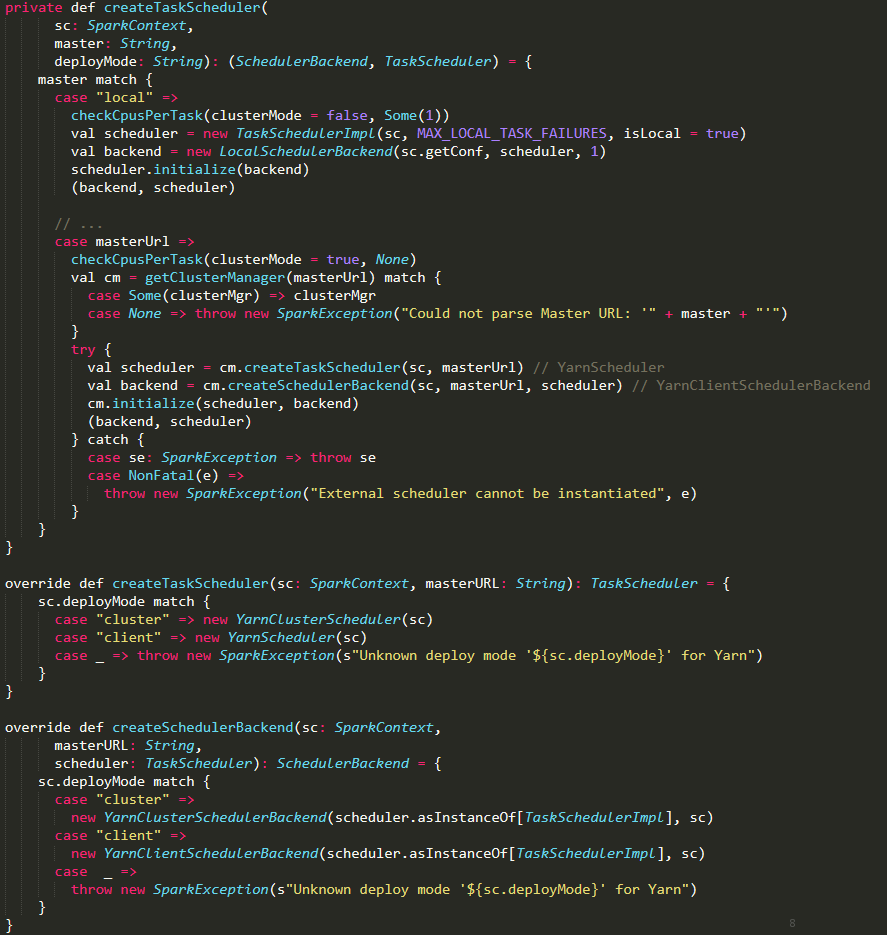 private def createTaskScheduler(
      sc: SparkContext,
      master: String,
      deployMode: String): (SchedulerBackend, TaskScheduler) = {
    master match {
      case "local" =>
        checkCpusPerTask(clusterMode = false, Some(1))
        val scheduler = new TaskSchedulerImpl(sc, MAX_LOCAL_TASK_FAILURES, isLocal = true)
        val backend = new LocalSchedulerBackend(sc.getConf, scheduler, 1)
        scheduler.initialize(backend)
        (backend, scheduler)

      // ...
      case masterUrl =>
        checkCpusPerTask(clusterMode = true, None)
        val cm = getClusterManager(masterUrl) match {
          case Some(clusterMgr) => clusterMgr
          case None => throw new SparkException("Could not parse Master URL: '" + master + "'")
        }
        try {
          val scheduler = cm.createTaskScheduler(sc, masterUrl) // YarnScheduler
          val backend = cm.createSchedulerBackend(sc, masterUrl, scheduler) // YarnClientSchedulerBackend
          cm.initialize(scheduler, backend)
          (backend, scheduler)
        } catch {
          case se: SparkException => throw se
          case NonFatal(e) =>
            throw new SparkException("External scheduler cannot be instantiated", e)
        }
    }
}

override def createTaskScheduler(sc: SparkContext, masterURL: String): TaskScheduler = {
    sc.deployMode match {
      case "cluster" => new YarnClusterScheduler(sc)
      case "client" => new YarnScheduler(sc)
      case _ => throw new SparkException(s"Unknown deploy mode '${sc.deployMode}' for Yarn")
    }
}

override def createSchedulerBackend(sc: SparkContext,
      masterURL: String,
      scheduler: TaskScheduler): SchedulerBackend = {
    sc.deployMode match {
      case "cluster" =>
        new YarnClusterSchedulerBackend(scheduler.asInstanceOf[TaskSchedulerImpl], sc)
      case "client" =>
        new YarnClientSchedulerBackend(scheduler.asInstanceOf[TaskSchedulerImpl], sc)
      case  _ =>
        throw new SparkException(s"Unknown deploy mode '${sc.deployMode}' for Yarn")
    }
}
8